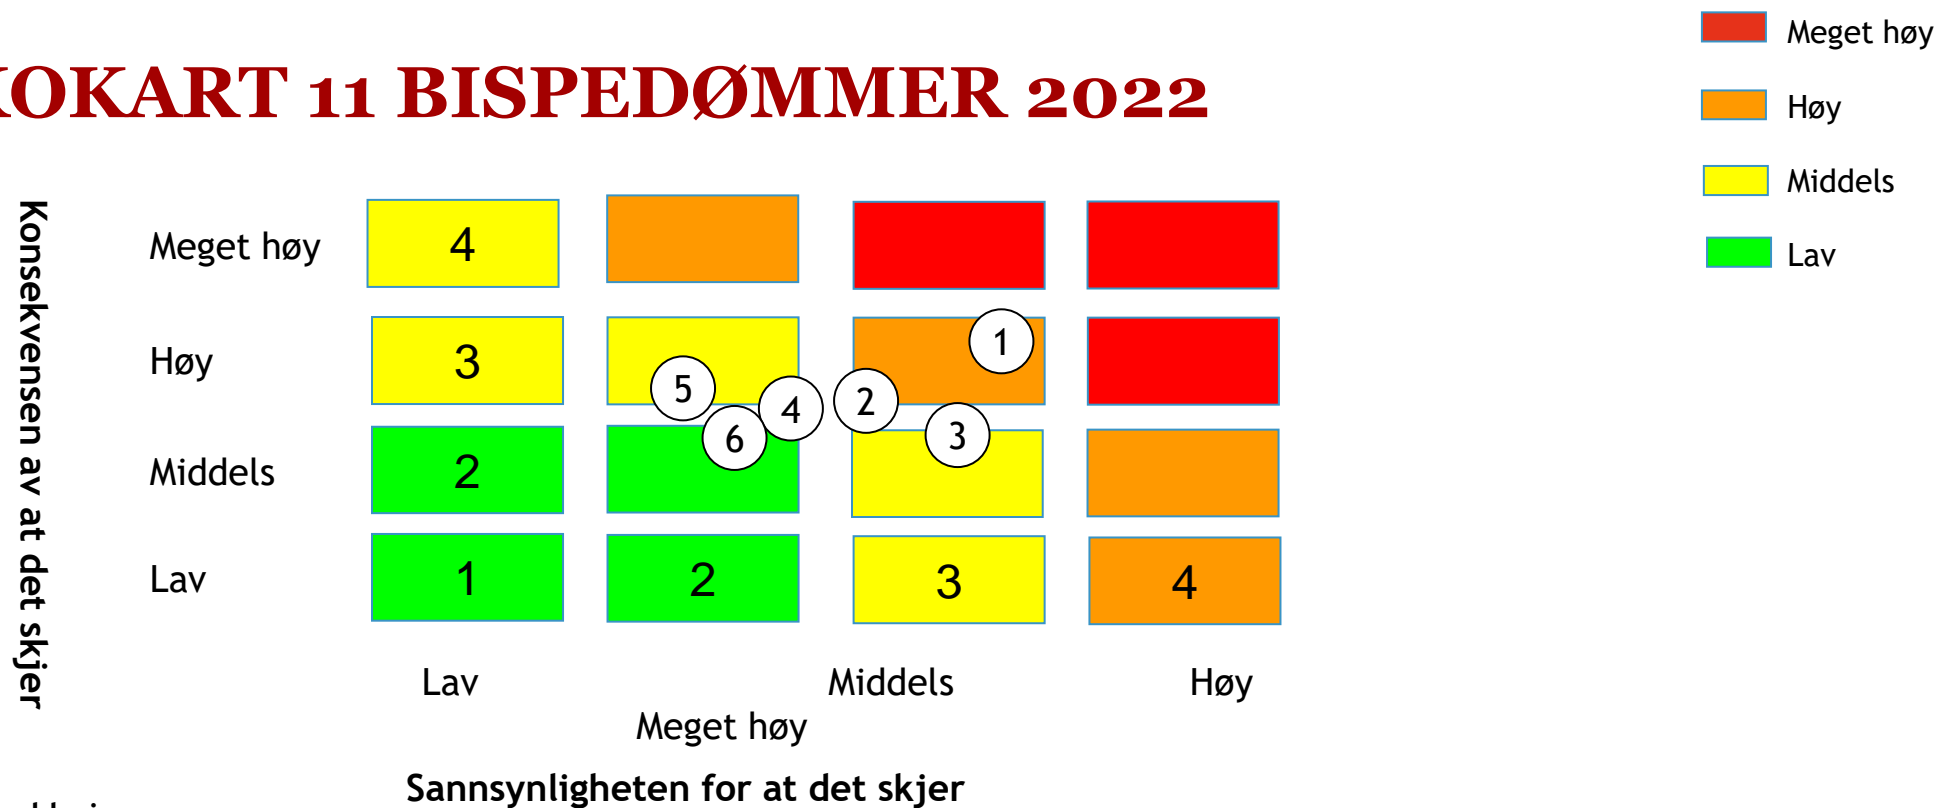 Meget høy
KOKART 11 BISPEDØMMER 2022
Høy
Middels
Lav
Konsekvensen av at det skjer
Meget høy 4
Høy 3 5 4 2 1
Middels 2 6 3
Lav 1 2 3 4
Lav Middels Høy
Meget høy
Sannsynligheten for at det skjer